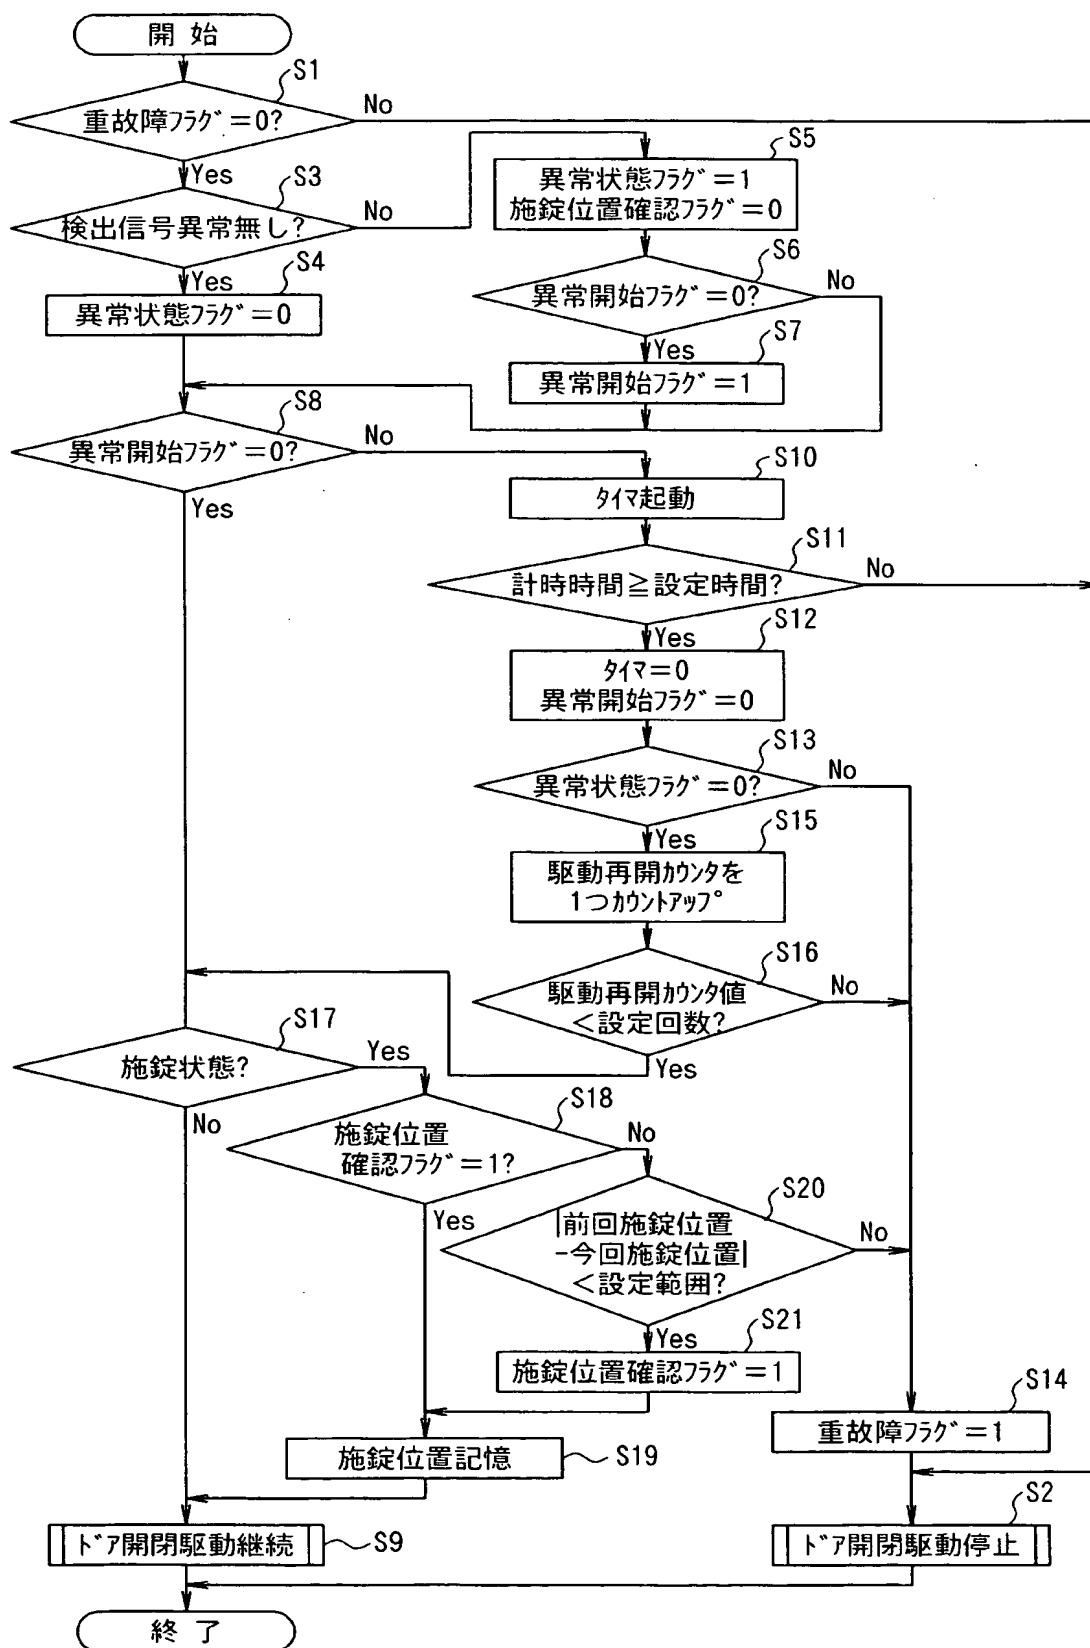 開 始
S1
重故障ﾌﾗｸﾞ=0?
No
Yes
S3
検出信号異常無し?
No
Yes
S4
異常状態ﾌﾗｸﾞ=0
S5
異常状態ﾌﾗｸﾞ=1
施錠位置確認ﾌﾗｸﾞ=0
S6
異常開始ﾌﾗｸﾞ=0?
No
Yes
S7
異常開始ﾌﾗｸﾞ=1
S8
異常開始ﾌﾗｸﾞ=0?
No
Yes
S10
ﾀｲﾏ起動
S11
計時時間≧設定時間?
No
Yes
S12
ﾀｲﾏ=0
異常開始ﾌﾗｸﾞ=0
S13
異常状態ﾌﾗｸﾞ=0?
No
Yes
S15
駆動再開ｶｳﾝﾀを
1つｶｳﾝﾄｱｯﾌﾟ
S16
駆動再開ｶｳﾝﾀ値
<設定回数?
No
Yes
S17
施錠状態?
Yes
No
S18
施錠位置
確認ﾌﾗｸﾞ=1?
No
Yes
S20
|前回施錠位置
-今回施錠位置|
<設定範囲?
No
Yes
S21
施錠位置確認ﾌﾗｸﾞ=1
S14
重故障ﾌﾗｸﾞ=1
施錠位置記憶
S19
S2
ﾄﾞｱ開閉駆動継続
S9
ﾄﾞｱ開閉駆動停止
終 了